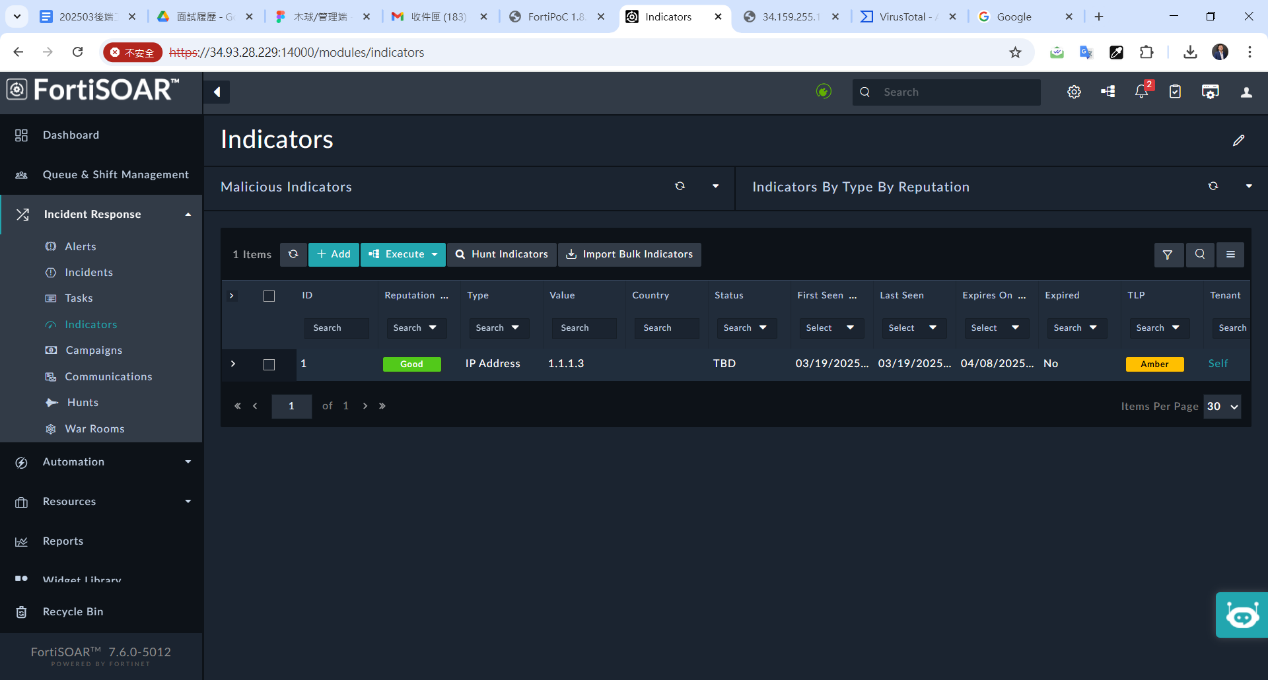 202503後端
面試履歷 - G
木球/管理端
收件匣 (183)
FortiPoC 1.8.
Indicators
34.159.255.1
VirusTotal - 
Google
不安全
https://34.93.28.229:14000/modules/indicators
FortiSOAR™
Search
2
Dashboard
Queue & Shift Management
Incident Response
Alerts
Incidents
Tasks
Indicators
Campaigns
Communications
Hunts
War Rooms
Automation
Resources
Reports
Widget Library
Recycle Bin
FortiSOAR™ 7.6.0-5012
POWERED BY FORTINET
Indicators
Malicious Indicators
Indicators By Type By Reputation
1 Items
+ Add
Execute
Hunt Indicators
Import Bulk Indicators
ID Reputation ... Type Value Country Status First Seen ... Last Seen Expires On ... Expired TLP Tenant
Search Search Search Search Search Search Select Select Select Search Search Search
1 Good IP Address 1.1.1.3 TBD 03/19/2025... 03/19/2025... 04/08/2025... No Amber Self
« ‹ 1 of 1 › »
Items Per Page 30